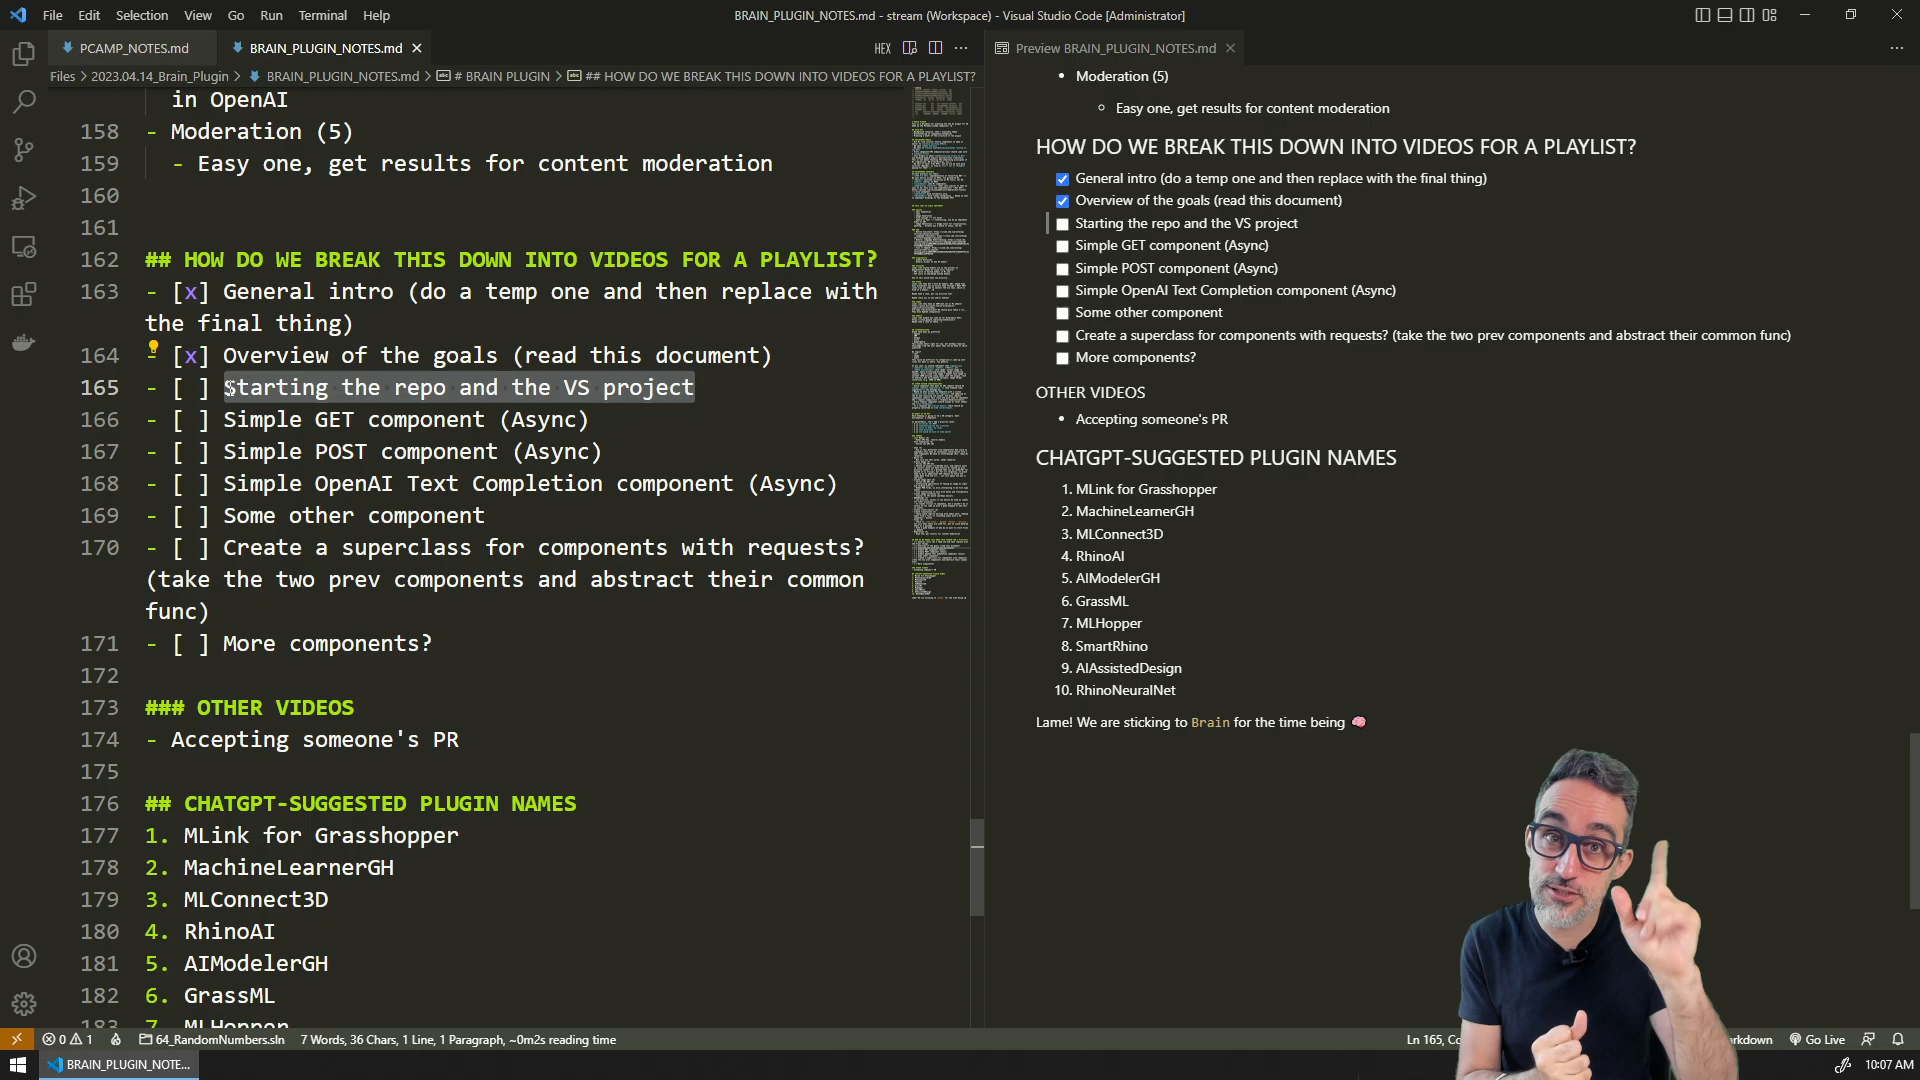 File Edit Selection View Go Run Terminal Help
BRAIN_PLUGIN_NOTES.md - stream (Workspace) - Visual Studio Code [Administrator]
PCAMP_NOTES.md
BRAIN_PLUGIN_NOTES.md
HEX
Preview BRAIN_PLUGIN_NOTES.md
Files > 2023.04.14_Brain_Plugin > BRAIN_PLUGIN_NOTES.md > # BRAIN PLUGIN > ## HOW DO WE BREAK THIS DOWN INTO VIDEOS FOR A PLAYLIST?
in OpenAI
158 - Moderation (5)
159 - Easy one, get results for content moderation
160
161
162 ## HOW DO WE BREAK THIS DOWN INTO VIDEOS FOR A PLAYLIST?
163 - [x] General intro (do a temp one and then replace with
the final thing)
164 - [x] Overview of the goals (read this document)
165 - [ ] Starting the repo and the VS project
166 - [ ] Simple GET component (Async)
167 - [ ] Simple POST component (Async)
168 - [ ] Simple OpenAI Text Completion component (Async)
169 - [ ] Some other component
170 - [ ] Create a superclass for components with requests?
(take the two prev components and abstract their common
func)
171 - [ ] More components?
172
173 ### OTHER VIDEOS
174 - Accepting someone's PR
175
176 ## CHATGPT-SUGGESTED PLUGIN NAMES
177 1. MLink for Grasshopper
178 2. MachineLearnerGH
179 3. MLConnect3D
180 4. RhinoAI
181 5. AIModelerGH
182 6. GrassML
183 7. MLHopper
Moderation (5)
Easy one, get results for content moderation
HOW DO WE BREAK THIS DOWN INTO VIDEOS FOR A PLAYLIST?
General intro (do a temp one and then replace with the final thing)
Overview of the goals (read this document)
Starting the repo and the VS project
Simple GET component (Async)
Simple POST component (Async)
Simple OpenAI Text Completion component (Async)
Some other component
Create a superclass for components with requests? (take the two prev components and abstract their common func)
More components?
OTHER VIDEOS
Accepting someone's PR
CHATGPT-SUGGESTED PLUGIN NAMES
1. MLink for Grasshopper
2. MachineLearnerGH
3. MLConnect3D
4. RhinoAI
5. AIModelerGH
6. GrassML
7. MLHopper
8. SmartRhino
9. AIAssistedDesign
10. RhinoNeuralNet
Lame! We are sticking to Brain for the time being 🧠
0 1 64_RandomNumbers.sln 7 Words, 36 Chars, 1 Line, 1 Paragraph, ~0m2s reading time
Ln 165, Co
rkdown Go Live
BRAIN_PLUGIN_NOTE...
10:07 AM